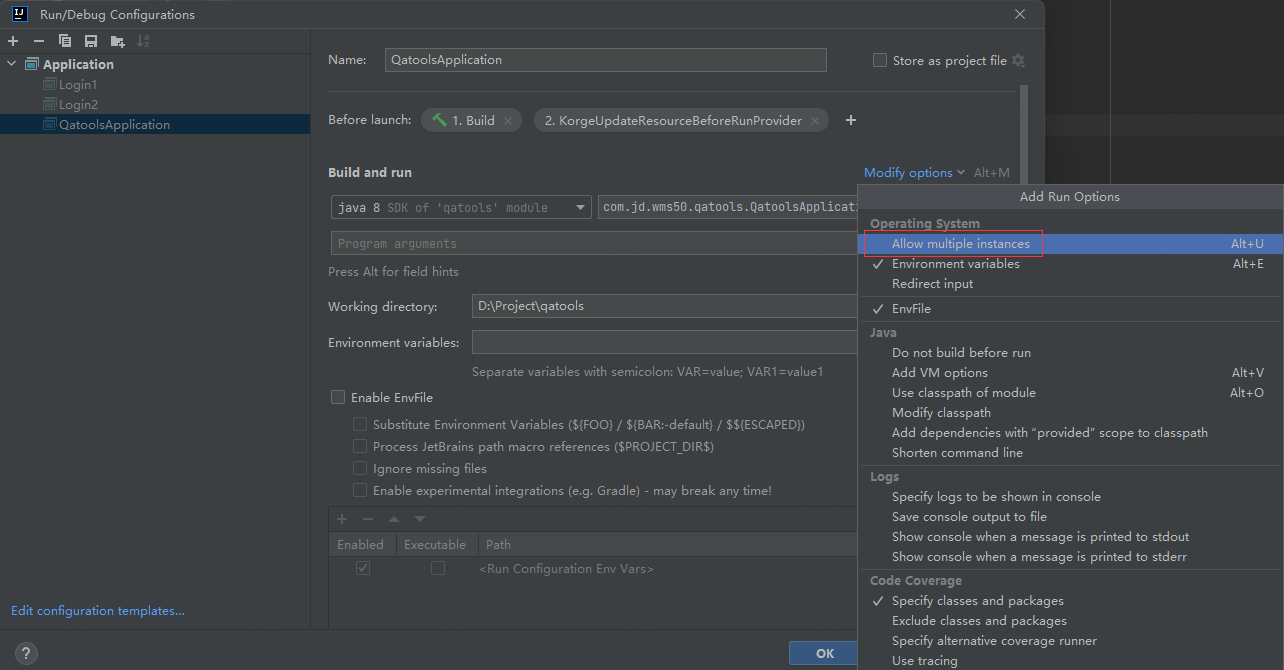 IJ
Run/Debug Configurations
Application
Login1
Login2
QatoolsApplication
Name:
QatoolsApplication
Store as project file
Before launch:
1. Build
2. KorgeUpdateResourceBeforeRunProvider
Build and run
Modify options
Alt+M
java 8 SDK of 'qatools' module
com.jd.wms50.qatools.QatoolsApplicati
Program arguments
Press Alt for field hints
Working directory:
D:\Project\qatools
Environment variables:
Separate variables with semicolon: VAR=value; VAR1=value1
Enable EnvFile
Substitute Environment Variables (${FOO} / ${BAR:-default} / $${ESCAPED})
Process JetBrains path macro references ($PROJECT_DIR$)
Ignore missing files
Enable experimental integrations (e.g. Gradle) - may break any time!
Enabled
Executable
Path
<Run Configuration Env Vars>
Edit configuration templates...
?
OK
Add Run Options
Operating System
Allow multiple instances Alt+U
Environment variables Alt+E
Redirect input
EnvFile
Java
Do not build before run
Add VM options Alt+V
Use classpath of module Alt+O
Modify classpath
Add dependencies with “provided” scope to classpath
Shorten command line
Logs
Specify logs to be shown in console
Save console output to file
Show console when a message is printed to stdout
Show console when a message is printed to stderr
Code Coverage
Specify classes and packages
Exclude classes and packages
Specify alternative coverage runner
Use tracing